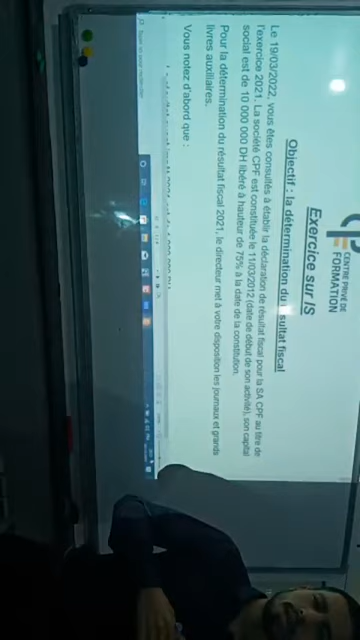 CPF
CENTRE PRIVE DE
FORMATION
Exercice sur IS
Objectif : la détermination du résultat fiscal
Le 19/03/2022, vous êtes consultés à établir la déclaration de résultat fiscal pour la SA CPF au titre de
l'exercice 2021. La société CPF est constituée le 11/03/2012 (date de début de son activité), son capital
social est de 10 000 000 DH libéré à hauteur de 75% à la date de la constitution.
Pour la détermination du résultat fiscal 2021, le directeur met à votre disposition les journaux et grands
livres auxiliaires.
Vous notez d'abord que :